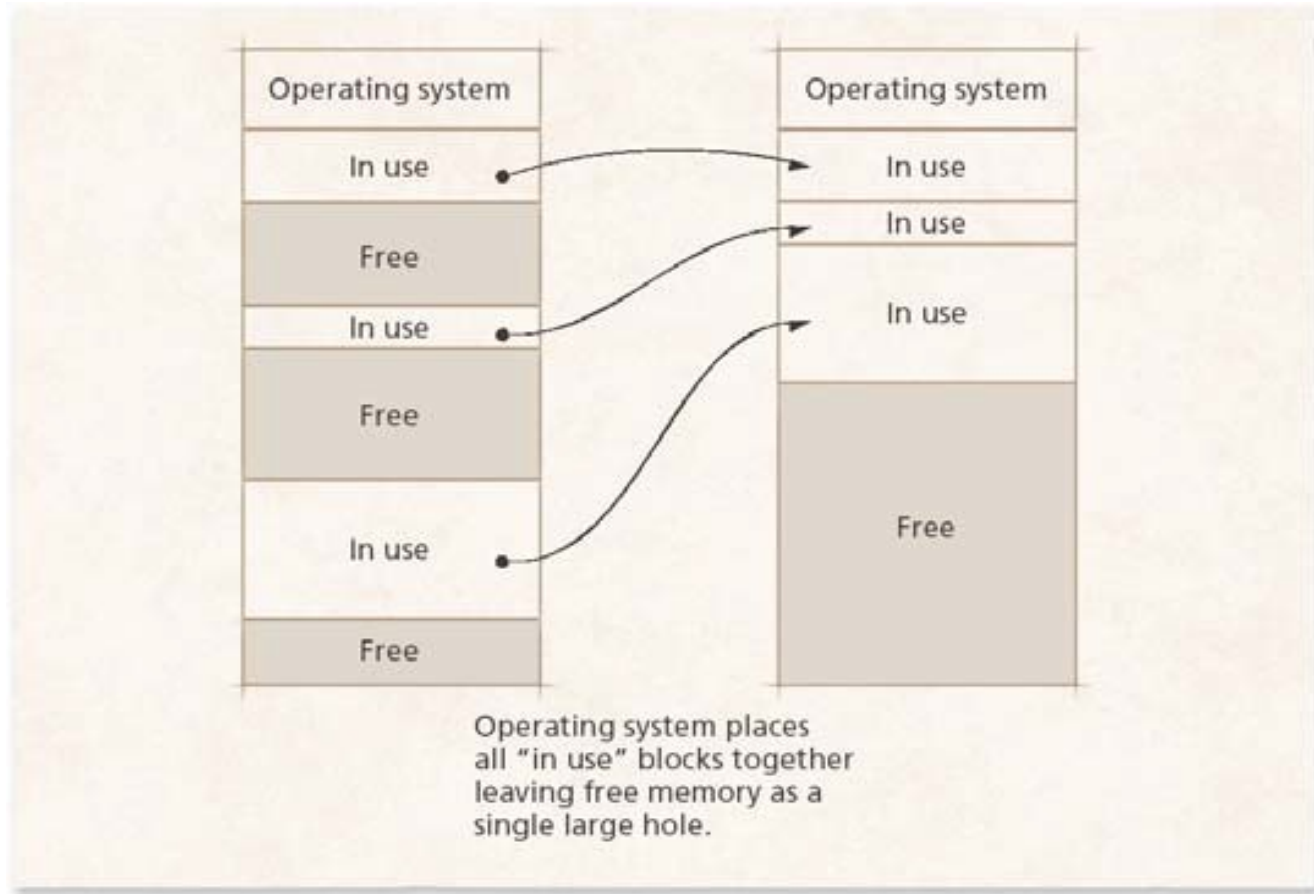 Operating system
In use
Free
In use
Free
In use
Free
Operating system
In use
In use
In use
Free
Operating system places
all “in use” blocks together
leaving free memory as a
single large hole.